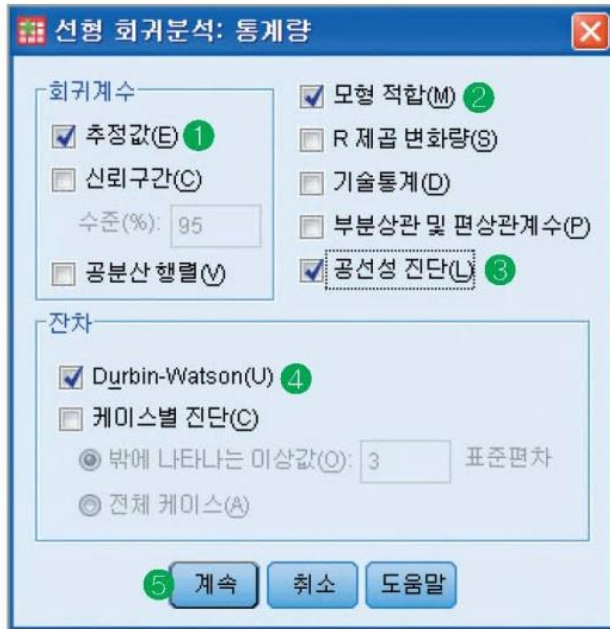 선형 회귀분석: 통계량
회귀계수
추정값(E) 1
신뢰구간(C)
수준(%): 95
공분산 행렬(V)
모형 적합(M) 2
R 제곱 변화량(S)
기술통계(D)
부분상관 및 편상관계수(P)
공선성 진단(L) 3
잔차
Durbin-Watson(U) 4
케이스별 진단(C)
밖에 나타나는 이상값(O): 3 표준편차
전체 케이스(A)
5 계속 취소 도움말